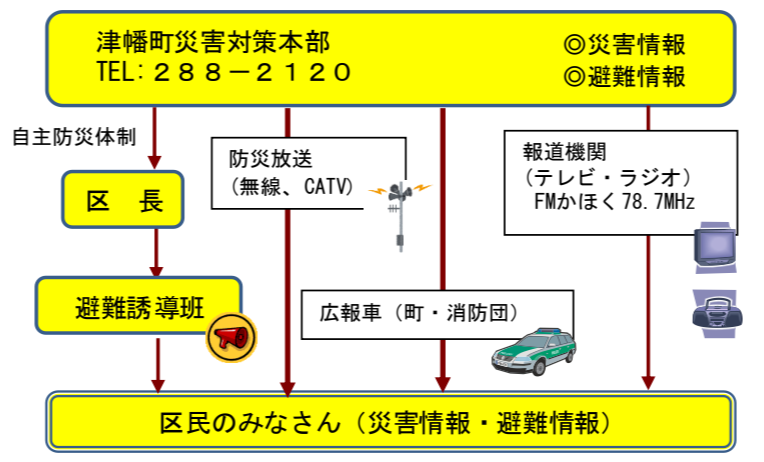 津幡町災害対策本部
TEL：２８８－２１２０
◎災害情報
◎避難情報
自主防災体制
防災放送
（無線、CATV）
報道機関
（テレビ・ラジオ）
FMかほく78.7MHz
区　長
避難誘導班
広報車（町・消防団）
区民のみなさん（災害情報・避難情報）